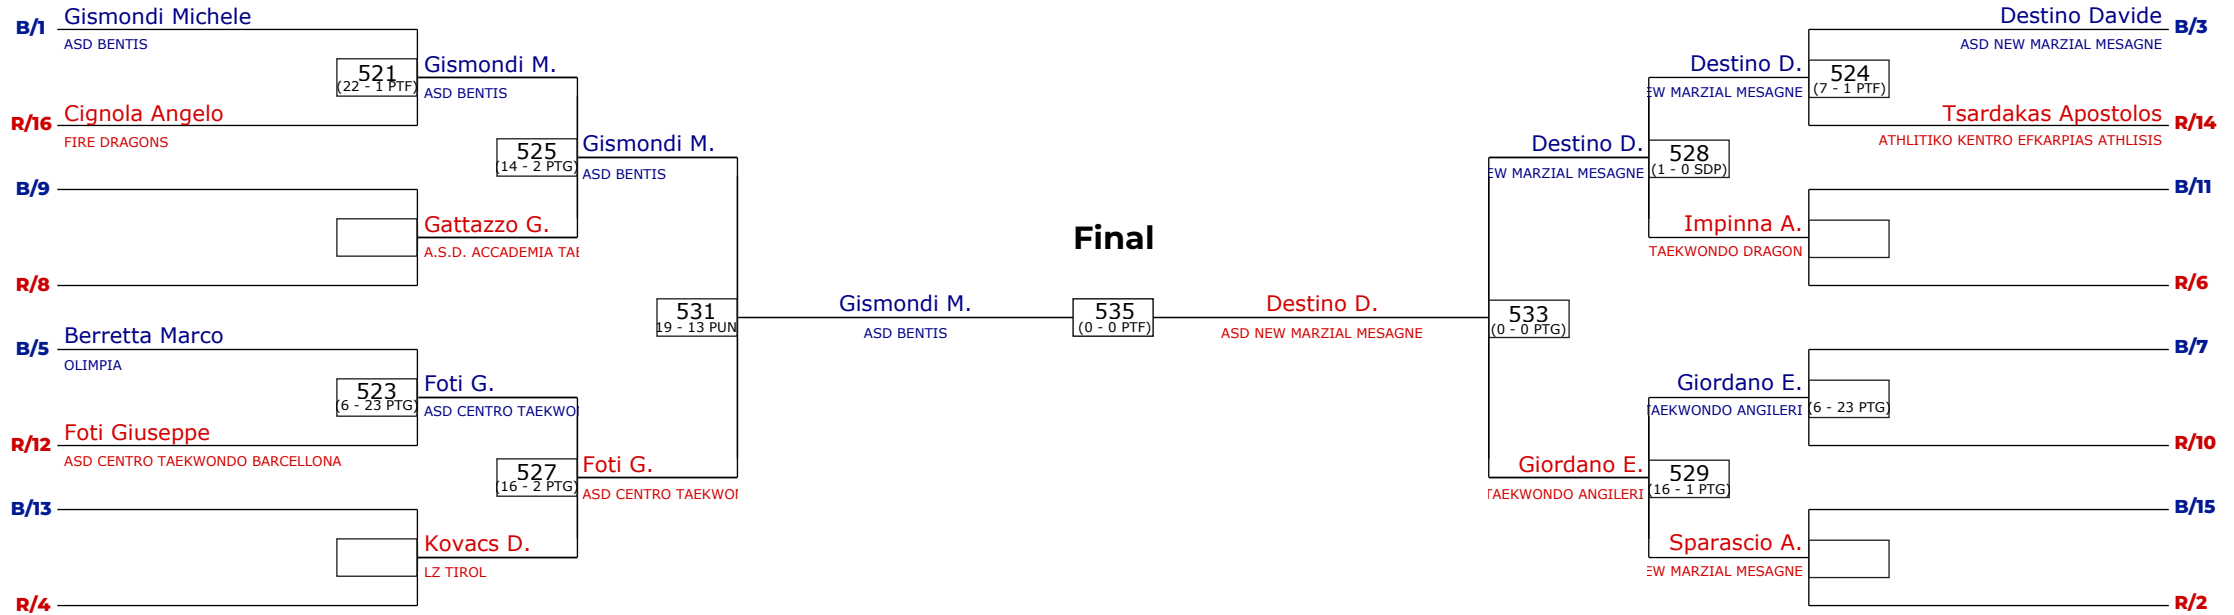 B/1
Gismondi Michele
ASD BENTIS
521
(22 - 1 PTF)
R/16
Cignola Angelo
FIRE DRAGONS
Gismondi M.
ASD BENTIS
525
(14 - 2 PTG)
B/9
R/8
Gattazzo G.
A.S.D. ACCADEMIA TAE
Gismondi M.
ASD BENTIS
531
19 - 13 PUN
B/5
Berretta Marco
OLIMPIA
523
(6 - 23 PTG)
R/12
Foti Giuseppe
ASD CENTRO TAEKWONDO BARCELLONA
Foti G.
ASD CENTRO TAEKWO
527
(16 - 2 PTG)
Foti G.
ASD CENTRO TAEKWON
B/13
R/4
Kovacs D.
LZ TIROL
Final
Gismondi M.
ASD BENTIS
535
(0 - 0 PTF)
Destino D.
ASD NEW MARZIAL MESAGNE
533
(0 - 0 PTG)
Destino Davide
B/3
ASD NEW MARZIAL MESAGNE
Destino D.
EW MARZIAL MESAGNE
524
(7 - 1 PTF)
Tsardakas Apostolos
R/14
ATHLITIKO KENTRO EFKARPIAS ATHLISIS
Destino D.
EW MARZIAL MESAGNE
528
(1 - 0 SDP)
B/11
Impinna A.
TAEKWONDO DRAGON
R/6
B/7
Giordano E.
TAEKWONDO ANGILERI
(6 - 23 PTG)
R/10
Giordano E.
TAEKWONDO ANGILERI
529
(16 - 1 PTG)
B/15
Sparascio A.
EW MARZIAL MESAGNE
R/2